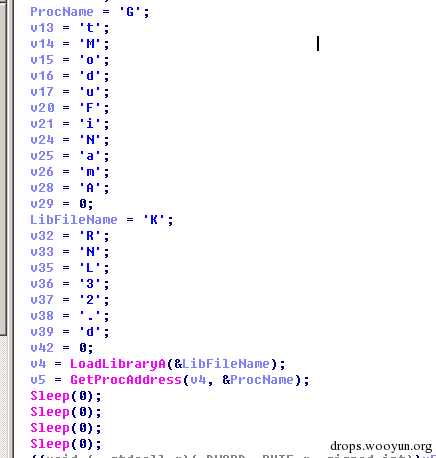 ProcName = 'G';
v13 = 't';
v14 = 'M';
v15 = 'o';
v16 = 'd';
v17 = 'u';
v20 = 'F';
v21 = 'i';
v24 = 'N';
v25 = 'a';
v26 = 'm';
v28 = 'A';
v29 = 0;
LibFileName = 'K';
v32 = 'R';
v33 = 'N';
v35 = 'L';
v36 = '3';
v37 = '2';
v38 = '.';
v39 = 'd';
v42 = 0;
v4 = LoadLibraryA(&LibFileName);
v5 = GetProcAddress(v4, &ProcName);
Sleep(0);
Sleep(0);
Sleep(0);
Sleep(0);
drops.wooyun.org